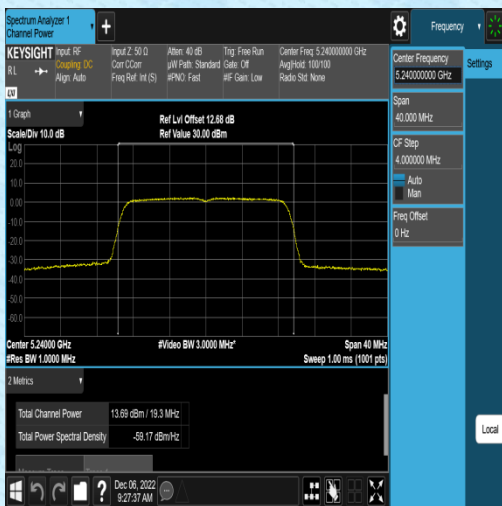 Spectrum Analyzer 1
Channel Power
Frequency
KEYSIGHT
Input: RF
Coupling: DC
Align: Auto
Input Z: 50 Ω
Corr CCorr
Freq Ref: Int (S)
Atten: 40 dB
µW Path: Standard
#PNO: Fast
Trig: Free Run
Gate: Off
#IF Gain: Low
Center Freq: 5.240000000 GHz
Avg|Hold: 100/100
Radio Std: None
R L
LXI
Center Frequency
5.240000000 GHz
Settings
Span
40.000 MHz
CF Step
4.000000 MHz
Auto
Man
Freq Offset
0 Hz
1 Graph
Ref Lvl Offset 12.68 dB
Scale/Div 10.0 dB
Ref Value 30.00 dBm
Log
20.0
10.0
0.00
-10.0
-20.0
-30.0
-40.0
-50.0
-60.0
Center 5.24000 GHz
#Video BW 3.0000 MHz*
Span 40 MHz
#Res BW 1.0000 MHz
Sweep 1.00 ms (1001 pts)
2 Metrics
Total Channel Power
13.69 dBm / 19.3 MHz
Total Power Spectral Density
-59.17 dBm/Hz
Local
?
Dec 06, 2022
9:27:37 AM